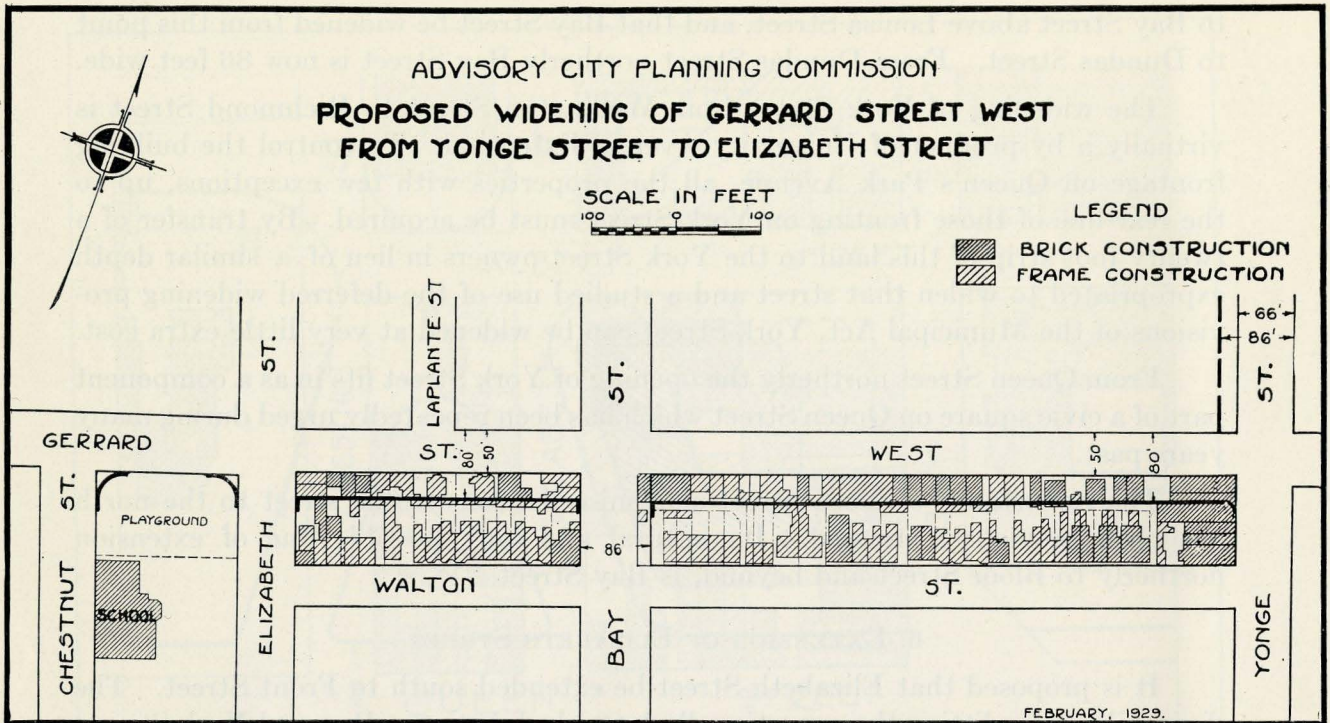 ADVISORY CITY PLANNING COMMISSION
PROPOSED WIDENING OF GERRARD STREET WEST
FROM YONGE STREET TO ELIZABETH STREET
SCALE IN FEET
100 0 100
LEGEND
BRICK CONSTRUCTION
FRAME CONSTRUCTION
66'
86'
ST.
LAPLANTE ST.
ST.
ST.
GERRARD
ST.
80'
50'
WEST
50'
80'
CHESTNUT ST.
PLAYGROUND
SCHOOL
ELIZABETH
WALTON
86'
BAY
ST.
YONGE
FEBRUARY, 1929.